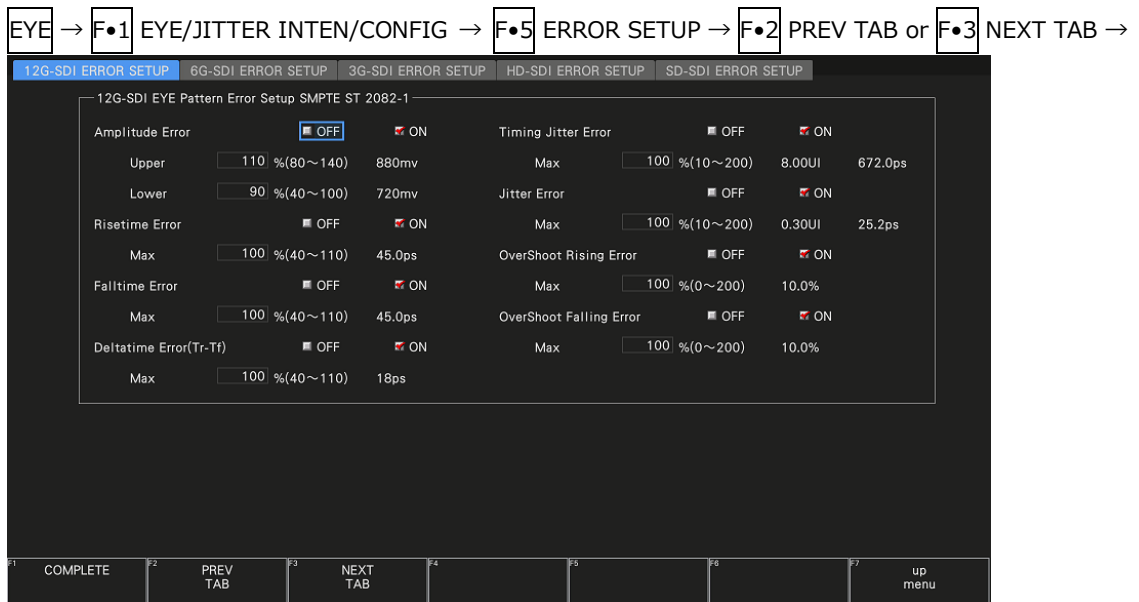 EYE → F•1 EYE/JITTER INTEN/CONFIG → F•5 ERROR SETUP → F•2 PREV TAB or F•3 NEXT TAB →
12G-SDI ERROR SETUP 6G-SDI ERROR SETUP 3G-SDI ERROR SETUP HD-SDI ERROR SETUP SD-SDI ERROR SETUP
12G-SDI EYE Pattern Error Setup SMPTE ST 2082-1
Amplitude Error OFF ON Timing Jitter Error OFF ON
Upper 110 %(80～140) 880mv Max 100 %(10～200) 8.00UI 672.0ps
Lower 90 %(40～100) 720mv Jitter Error OFF ON
Risetime Error OFF ON Max 100 %(10～200) 0.30UI 25.2ps
Max 100 %(40～110) 45.0ps OverShoot Rising Error OFF ON
Falltime Error OFF ON Max 100 %(0～200) 10.0%
Max 100 %(40～110) 45.0ps OverShoot Falling Error OFF ON
Deltatime Error(Tr-Tf) OFF ON Max 100 %(0～200) 10.0%
Max 100 %(40～110) 18ps
F1 COMPLETE F2 PREV TAB F3 NEXT TAB F4 F5 F6 F7 up menu